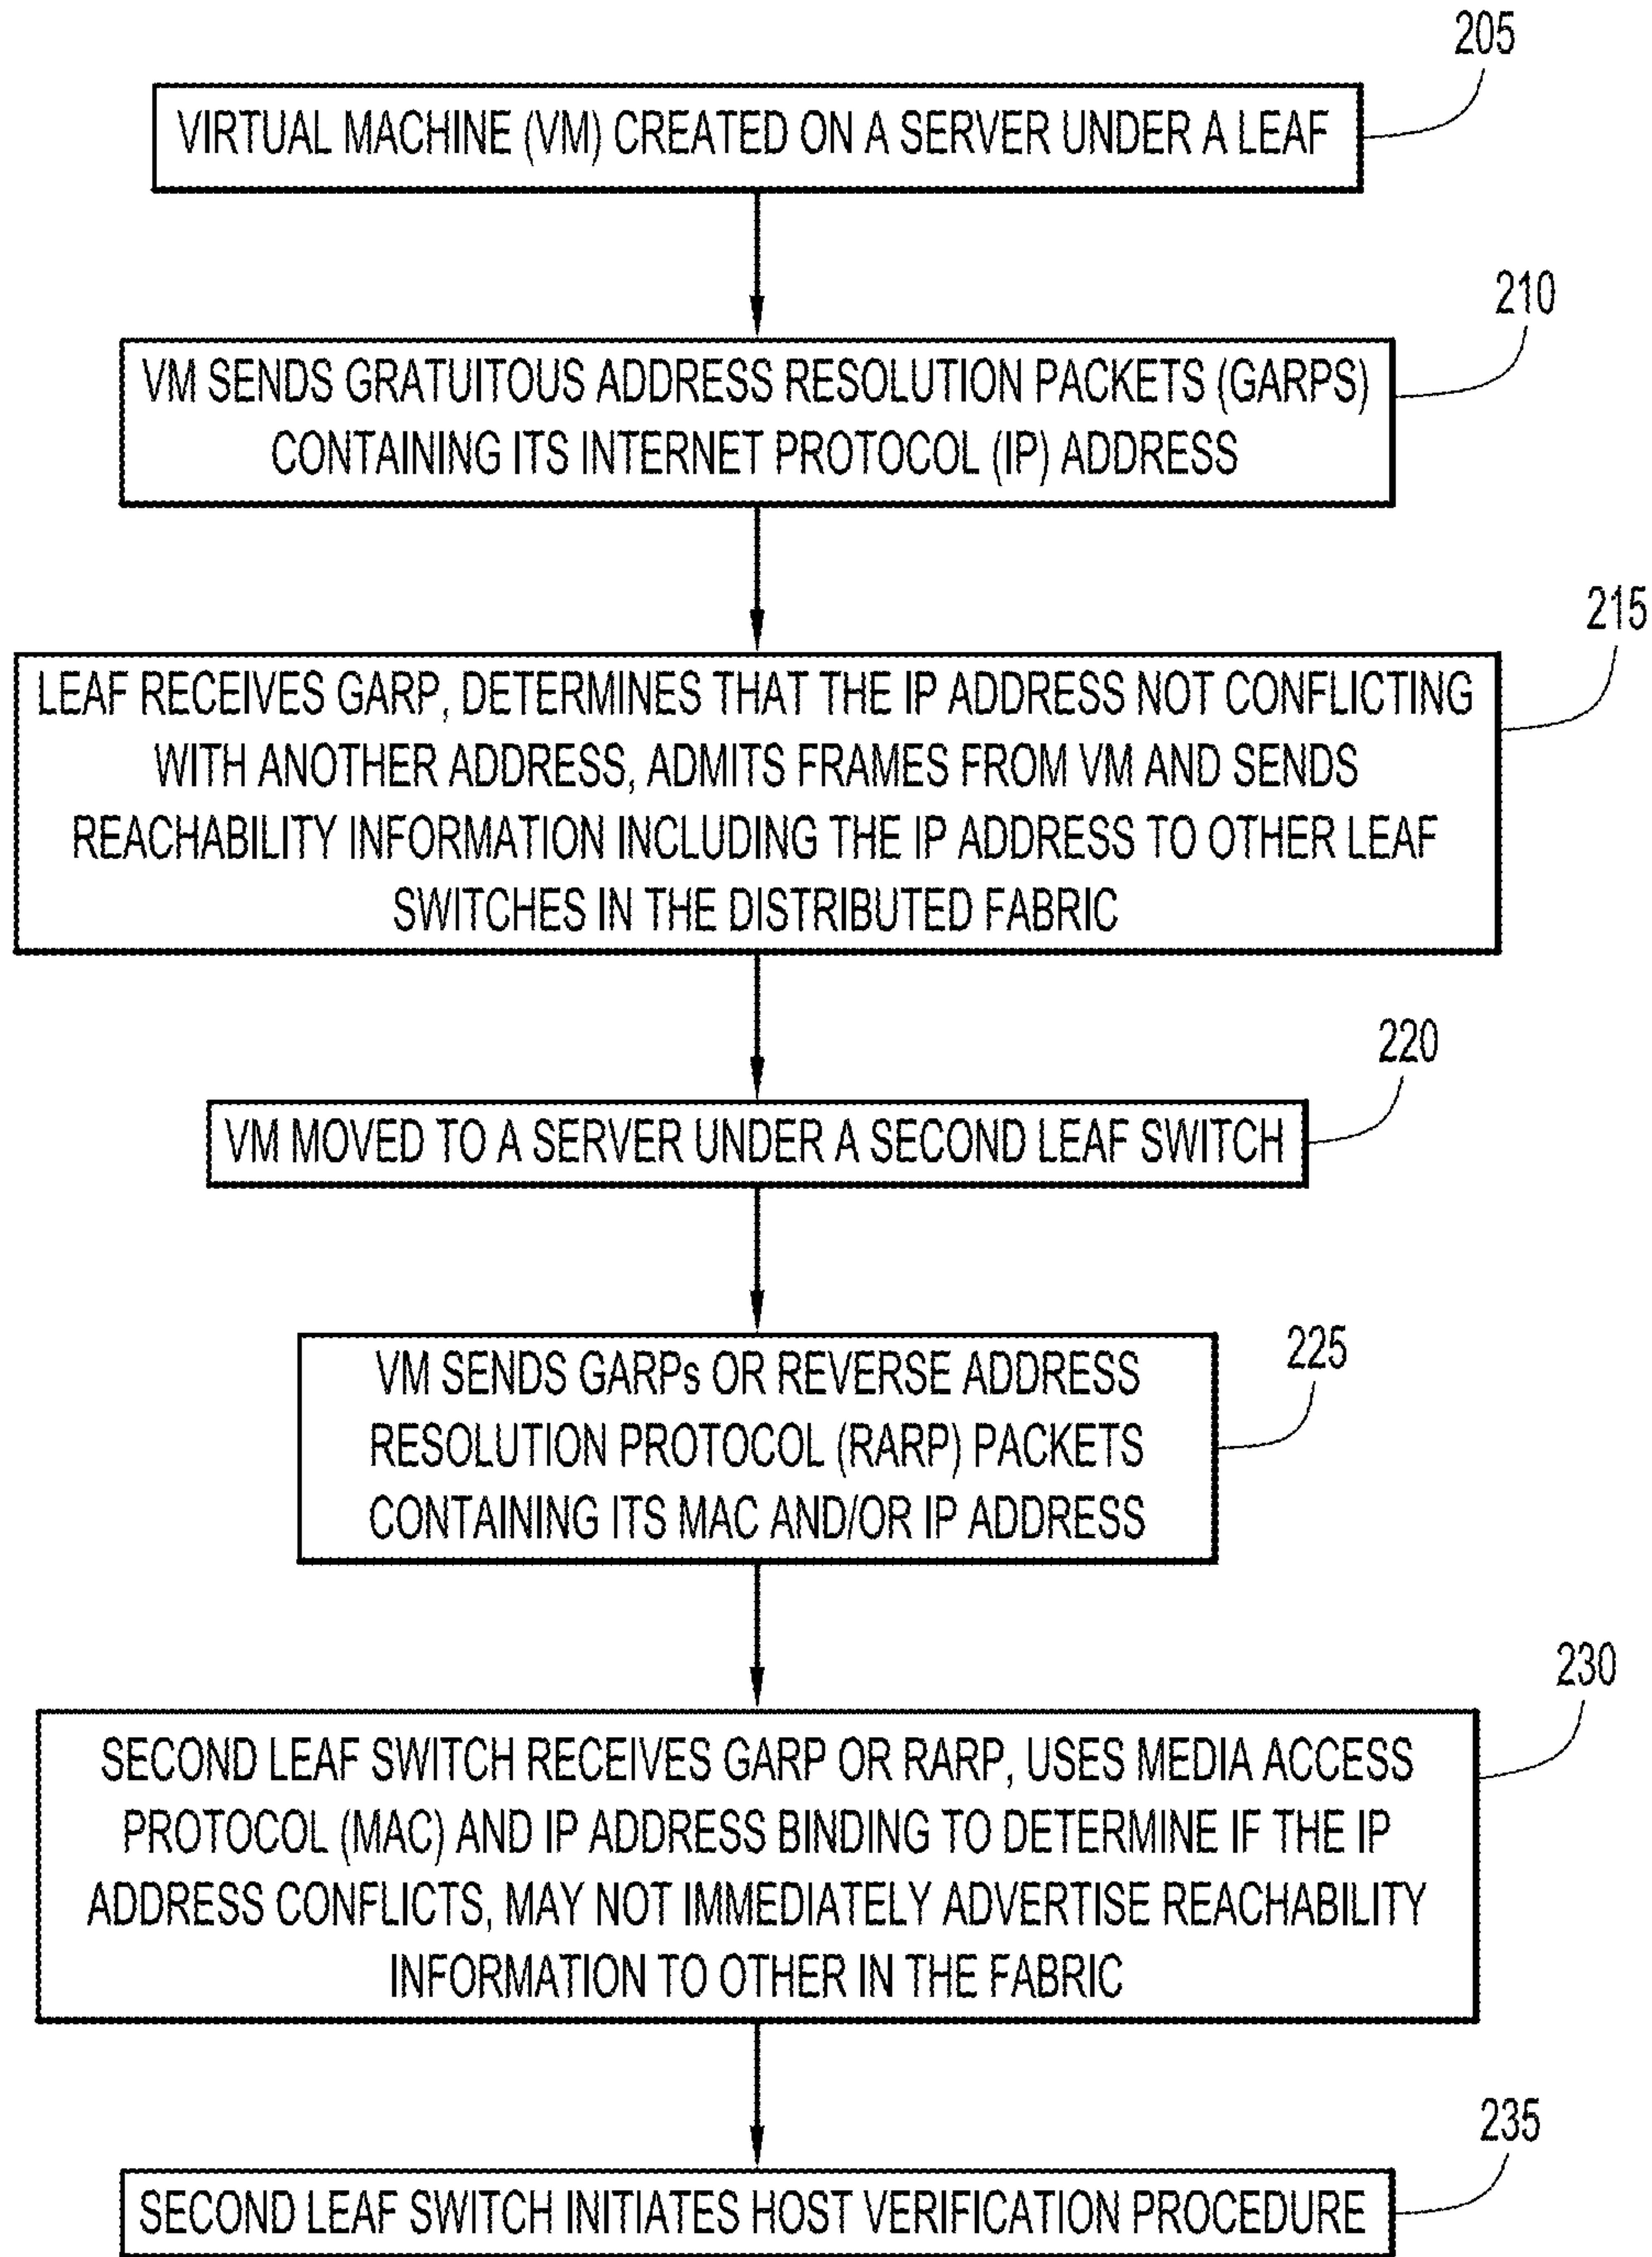 205
VIRTUAL MACHINE (VM) CREATED ON A SERVER UNDER A LEAF
210
VM SENDS GRATUITOUS ADDRESS RESOLUTION PACKETS (GARPS)
CONTAINING ITS INTERNET PROTOCOL (IP) ADDRESS
215
LEAF RECEIVES GARP, DETERMINES THAT THE IP ADDRESS NOT CONFLICTING
WITH ANOTHER ADDRESS, ADMITS FRAMES FROM VM AND SENDS
REACHABILITY INFORMATION INCLUDING THE IP ADDRESS TO OTHER LEAF
SWITCHES IN THE DISTRIBUTED FABRIC
220
VM MOVED TO A SERVER UNDER A SECOND LEAF SWITCH
225
VM SENDS GARPs OR REVERSE ADDRESS
RESOLUTION PROTOCOL (RARP) PACKETS
CONTAINING ITS MAC AND/OR IP ADDRESS
230
SECOND LEAF SWITCH RECEIVES GARP OR RARP, USES MEDIA ACCESS
PROTOCOL (MAC) AND IP ADDRESS BINDING TO DETERMINE IF THE IP
ADDRESS CONFLICTS, MAY NOT IMMEDIATELY ADVERTISE REACHABILITY
INFORMATION TO OTHER IN THE FABRIC
235
SECOND LEAF SWITCH INITIATES HOST VERIFICATION PROCEDURE